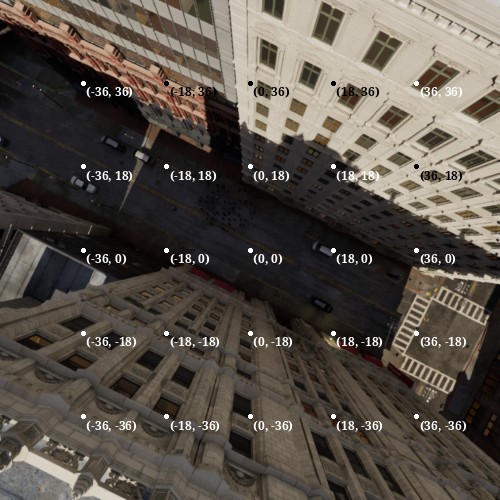 (-36, 36) (-18, 36) (0, 36) (18, 36) (36, 36)
(-36, 18) (-18, 18) (0, 18) (18, 18) (36, 18)
(-36, 0) (-18, 0) (0, 0) (18, 0) (36, 0)
(-36, -18) (-18, -18) (0, -18) (18, -18) (36, -18)
(-36, -36) (-18, -36) (0, -36) (18, -36) (36, -36)